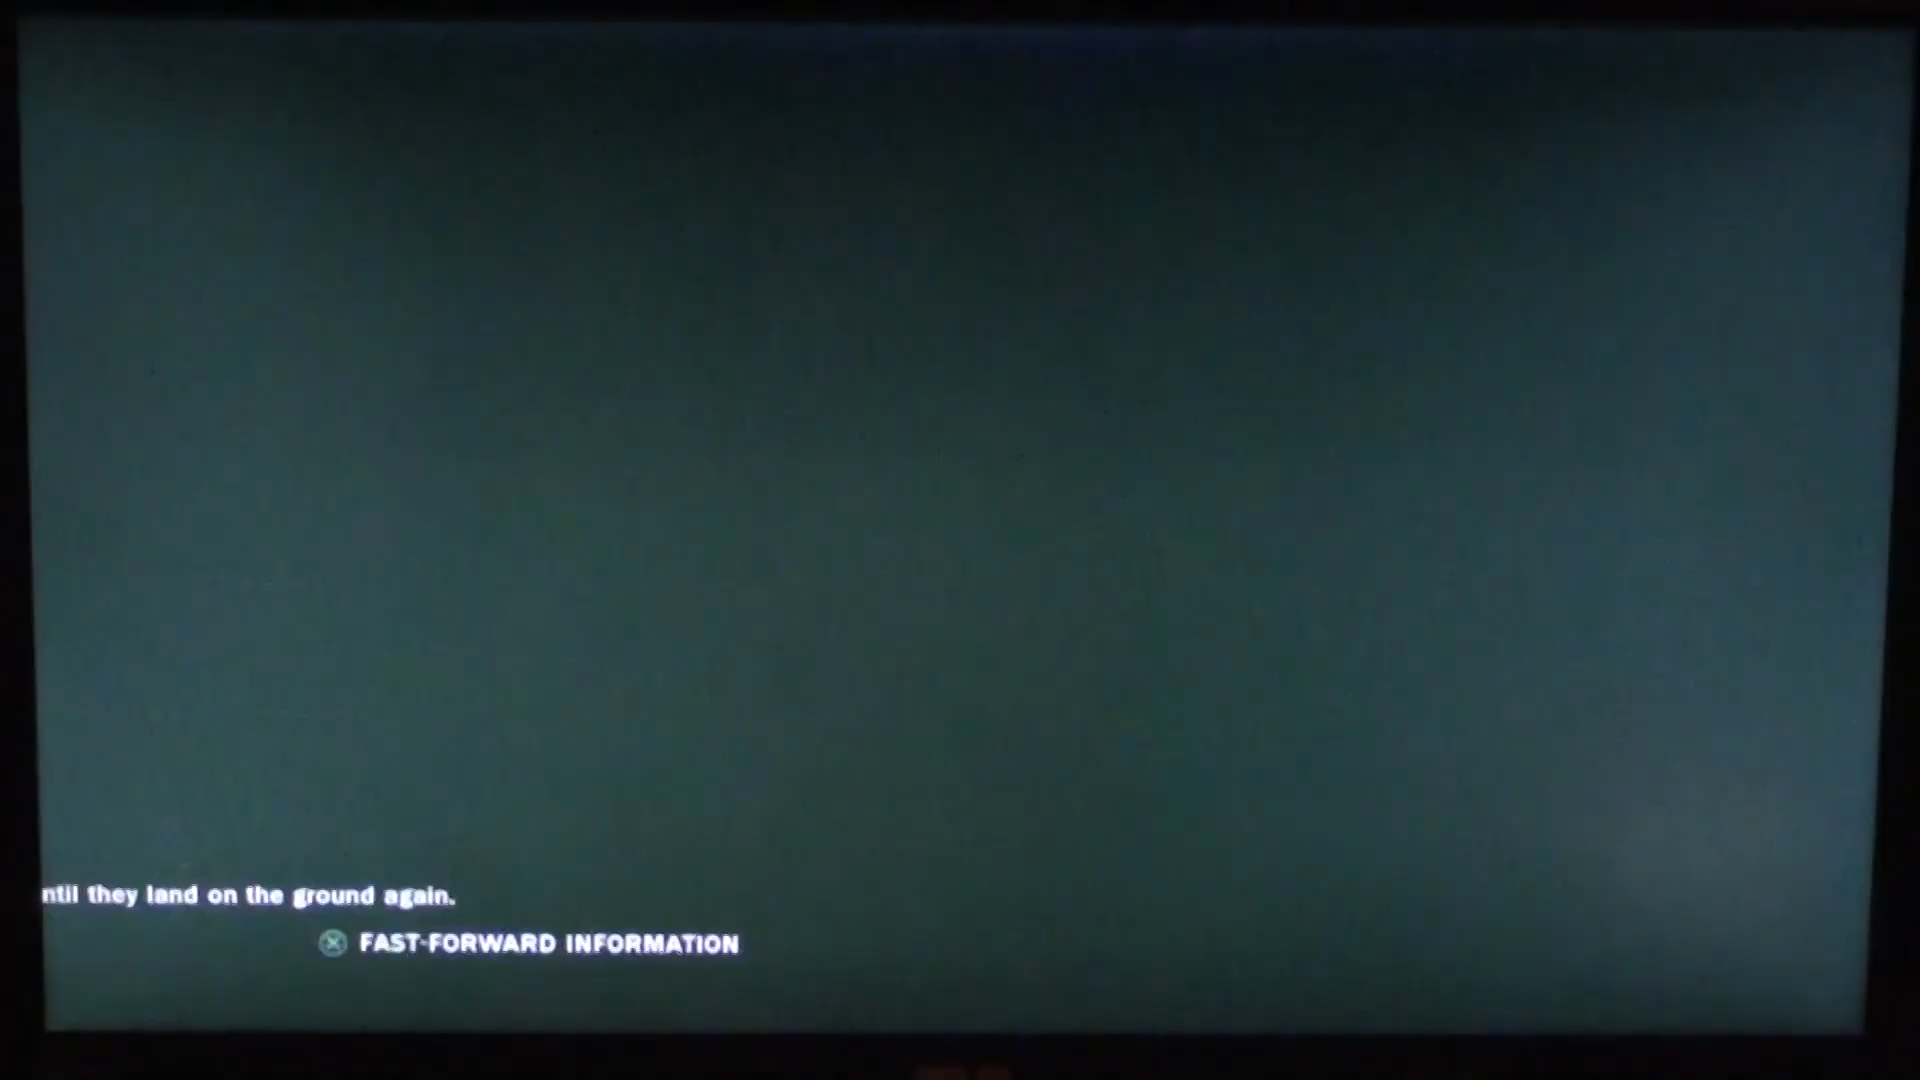 ntil they land on the ground again.
FAST-FORWARD INFORMATION